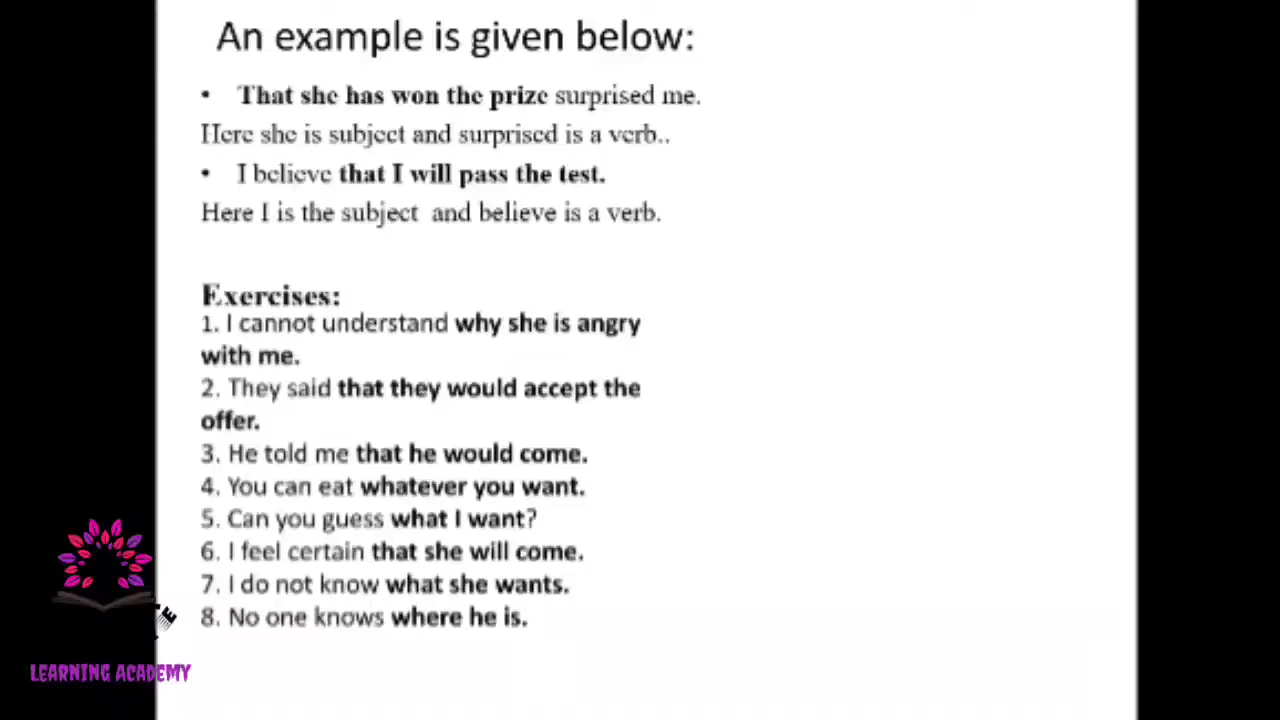 An example is given below:
• That she has won the prize surprised me.
Here she is subject and surprised is a verb..
• I believe that I will pass the test.
Here I is the subject and believe is a verb.
Exercises:
1. I cannot understand why she is angry
with me.
2. They said that they would accept the
offer.
3. He told me that he would come.
4. You can eat whatever you want.
5. Can you guess what I want?
6. I feel certain that she will come.
7. I do not know what she wants.
8. No one knows where he is.
LEARNING ACADEMY